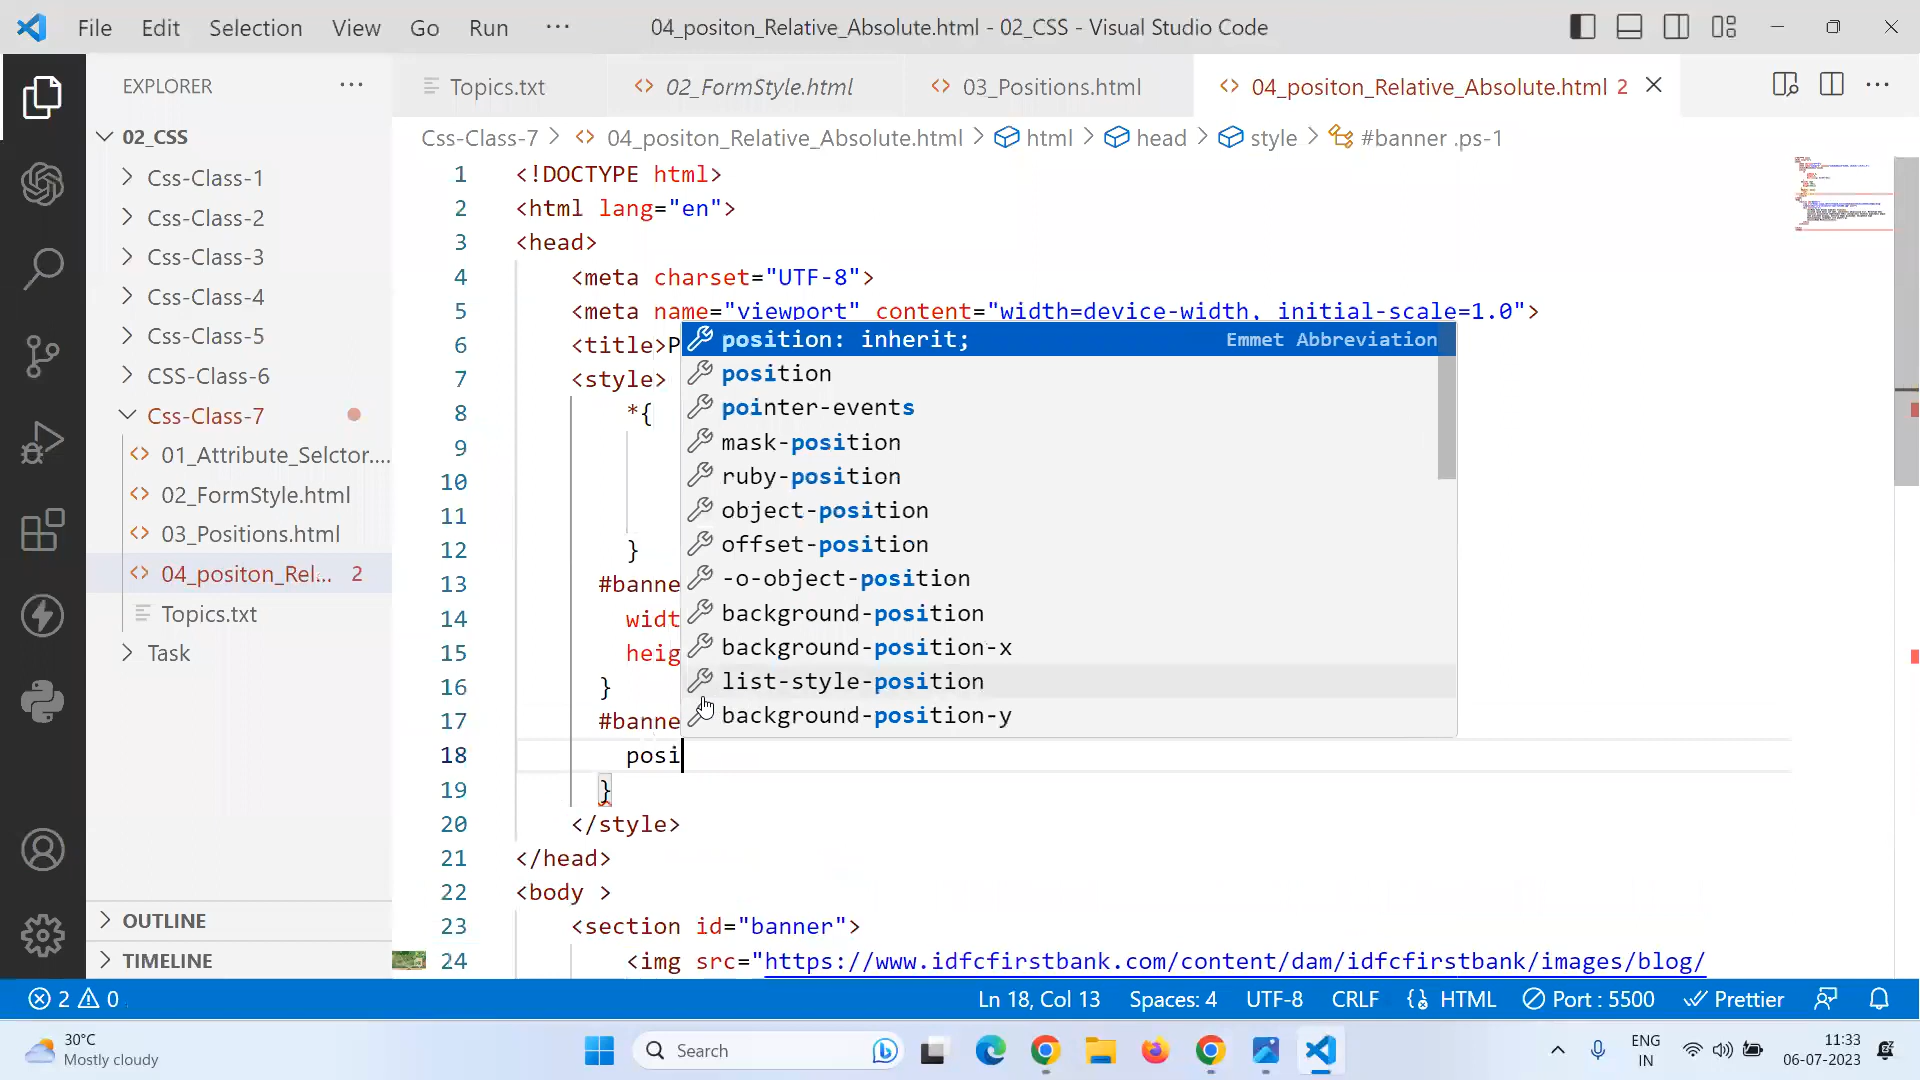 File Edit Selection View Go Run ··· 04_positon_Relative_Absolute.html - 02_CSS - Visual Studio Code
EXPLORER ···
Topics.txt 02_FormStyle.html 03_Positions.html 04_positon_Relative_Absolute.html 2
Css-Class-7 > 04_positon_Relative_Absolute.html > html > head > style > #banner .ps-1
02_CSS
Css-Class-1
Css-Class-2
Css-Class-3
Css-Class-4
Css-Class-5
CSS-Class-6
Css-Class-7
01_Attribute_Selctor....
02_FormStyle.html
03_Positions.html
04_positon_Rel... 2
Topics.txt
Task
OUTLINE
TIMELINE
1 <!DOCTYPE html>
2 <html lang="en">
3 <head>
4 <meta charset="UTF-8">
5 <meta name="viewport" content="width=device-width, initial-scale=1.0">
6 <title>P
7 <style>
8 *{
9
10
11
12 }
13 #banne
14 widt
15 heig
16 }
17 #banne
18 posi
19 }
20 </style>
21 </head>
22 <body >
23 <section id="banner">
24 <img src="https://www.idfcfirstbank.com/content/dam/idfcfirstbank/images/blog/
position: inherit; Emmet Abbreviation
position
pointer-events
mask-position
ruby-position
object-position
offset-position
-o-object-position
background-position
background-position-x
list-style-position
background-position-y
2 0 Ln 18, Col 13 Spaces: 4 UTF-8 CRLF HTML Port : 5500 Prettier
30°C
Mostly cloudy
Search
ENG
IN
11:33
06-07-2023